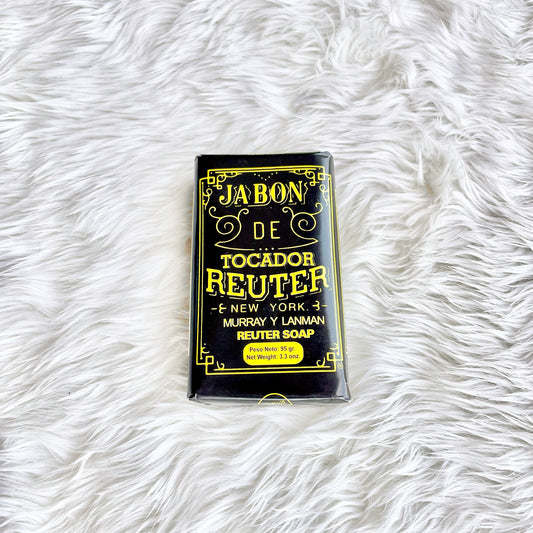 JABON
DE
TOCADOR
REUTER
NEW YORK.
MURRAY Y LANMAN
REUTER SOAP
Peso Neto: 95 gr.
Net Weight: 3.3 onz.